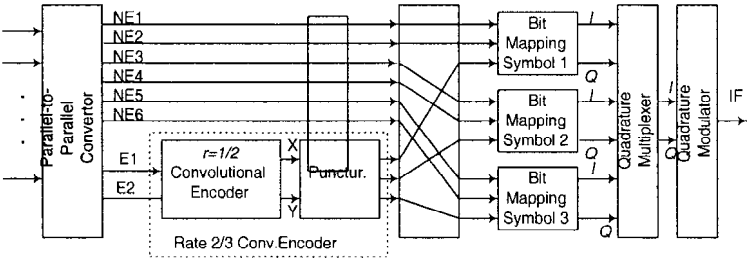 Parallel-to-
Parallel
Convertor
NE1
NE2
NE3
NE4
NE5
NE6
E1
E2
r=1/2
Convolutional
Encoder
X
Y
Punctur.
Rate 2/3 Conv.Encoder
Bit
Mapping
Symbol 1
I
Q
Bit
Mapping
Symbol 2
I
Q
Bit
Mapping
Symbol 3
I
Q
Quadrature
Multiplexer
I
Q
Quadrature
Modulator
IF